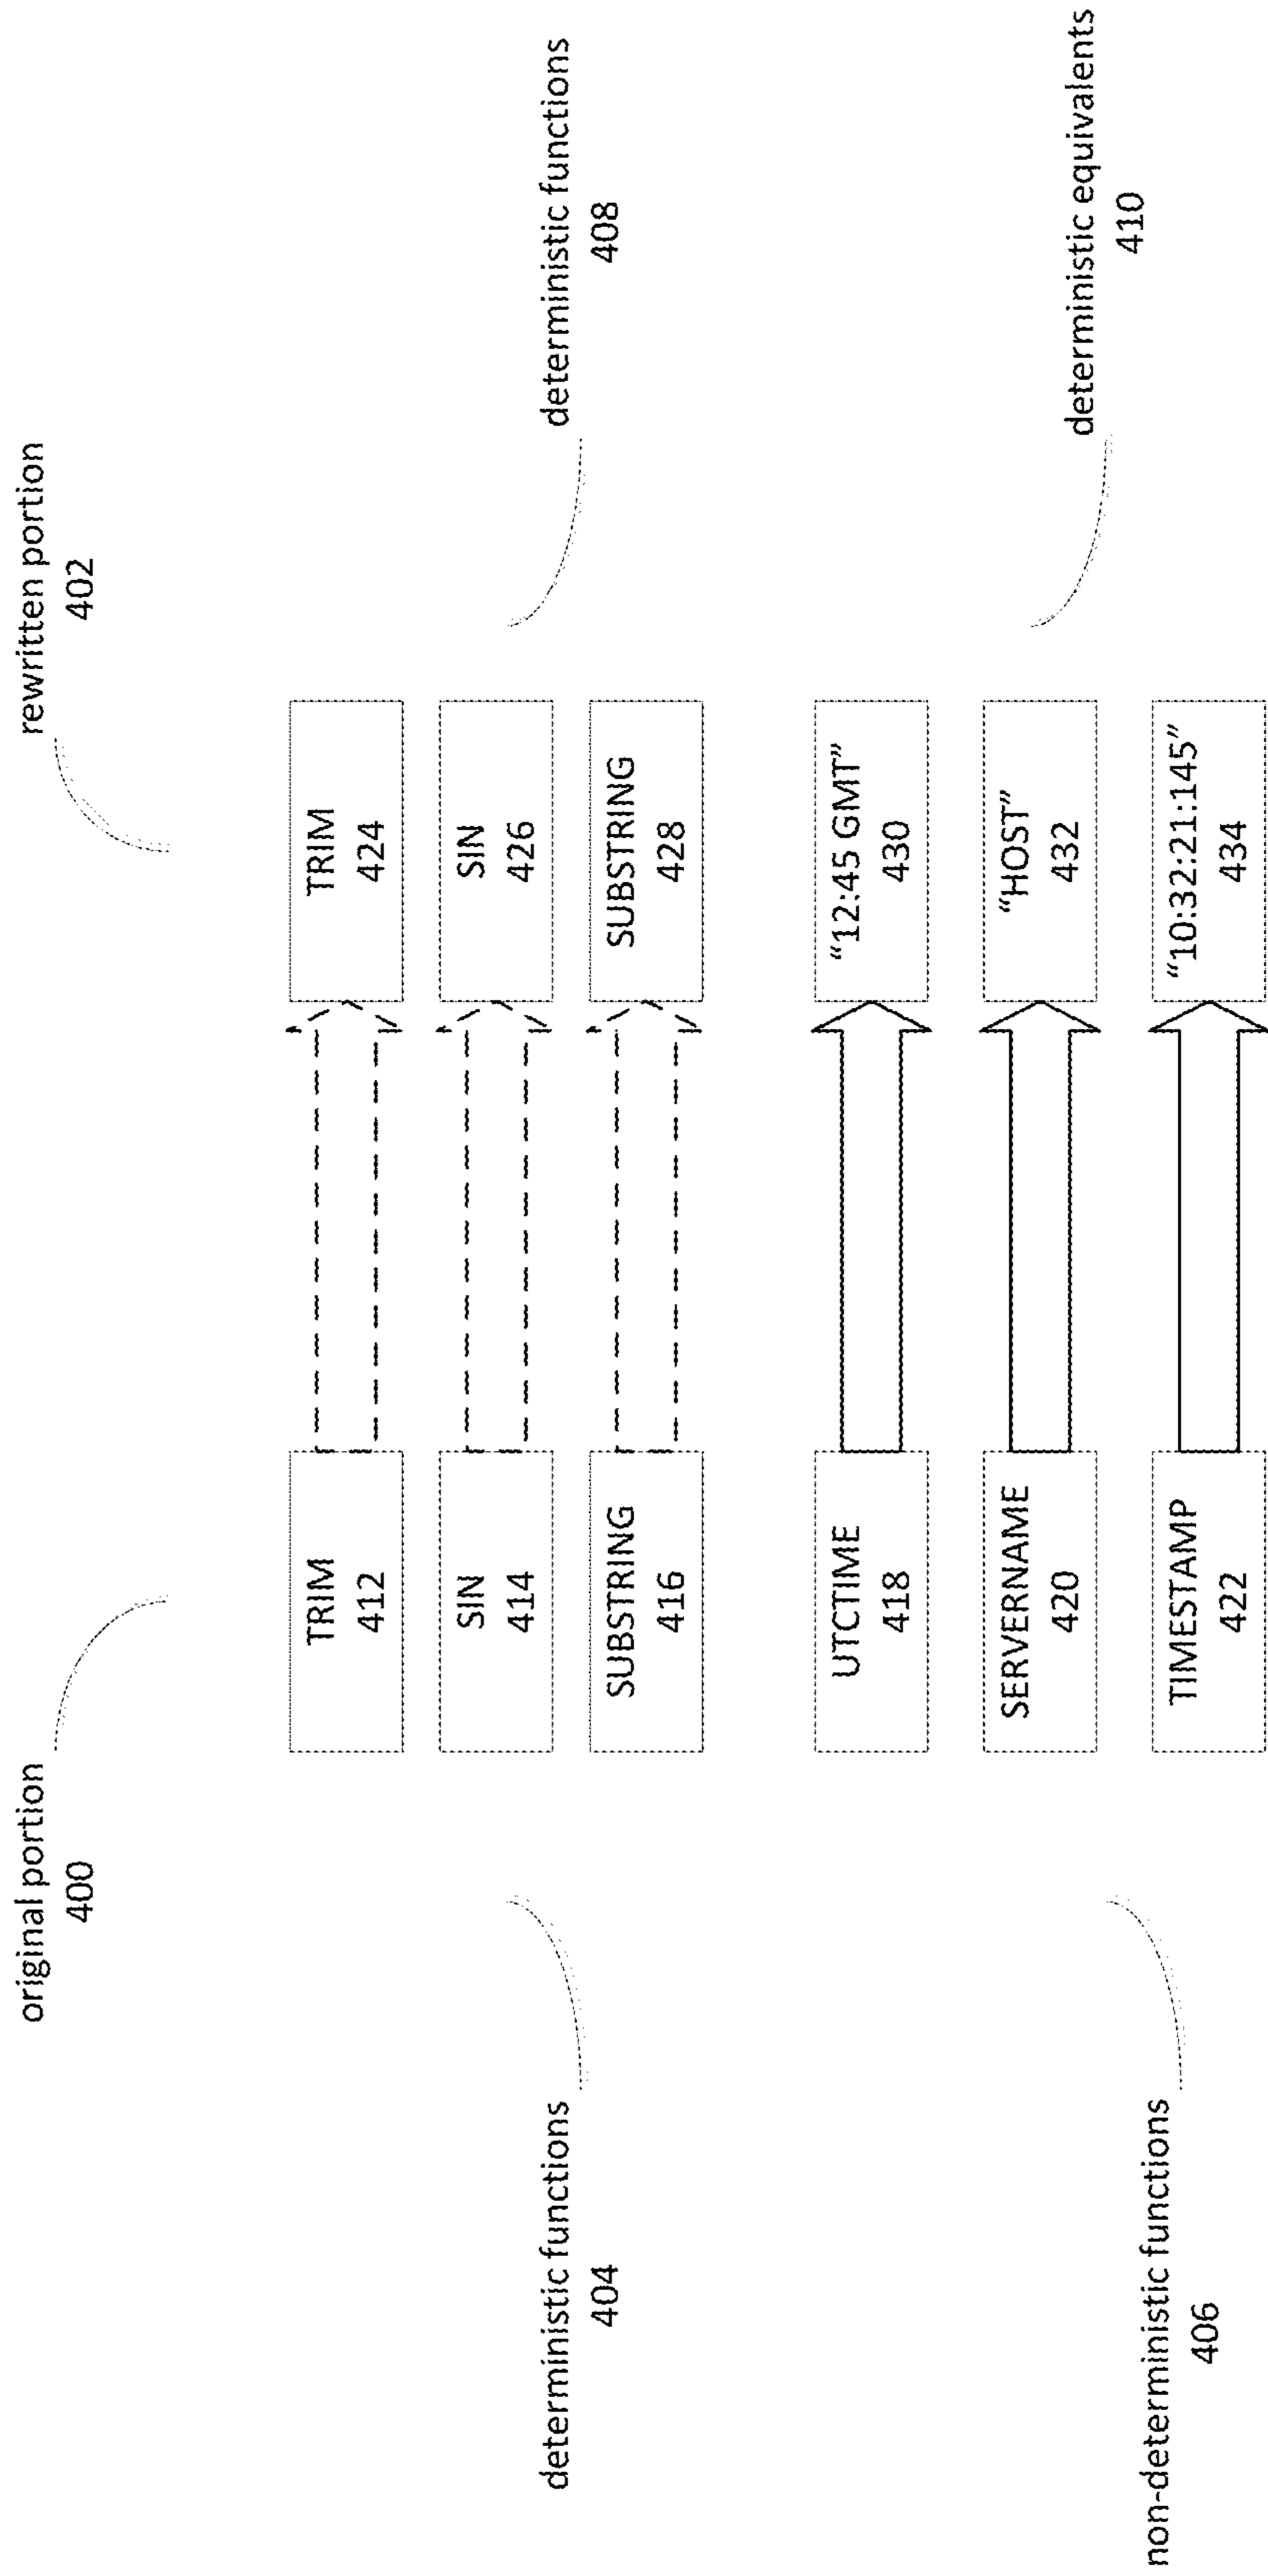 original portion
400
rewritten portion
402
deterministic functions
404
TRIM
412
TRIM
424
SIN
414
SIN
426
SUBSTRING
416
SUBSTRING
428
deterministic functions
408
non-deterministic functions
406
UTCTIME
418
“12:45 GMT”
430
SERVERNAME
420
“HOST”
432
TIMESTAMP
422
“10:32:21:145”
434
deterministic equivalents
410